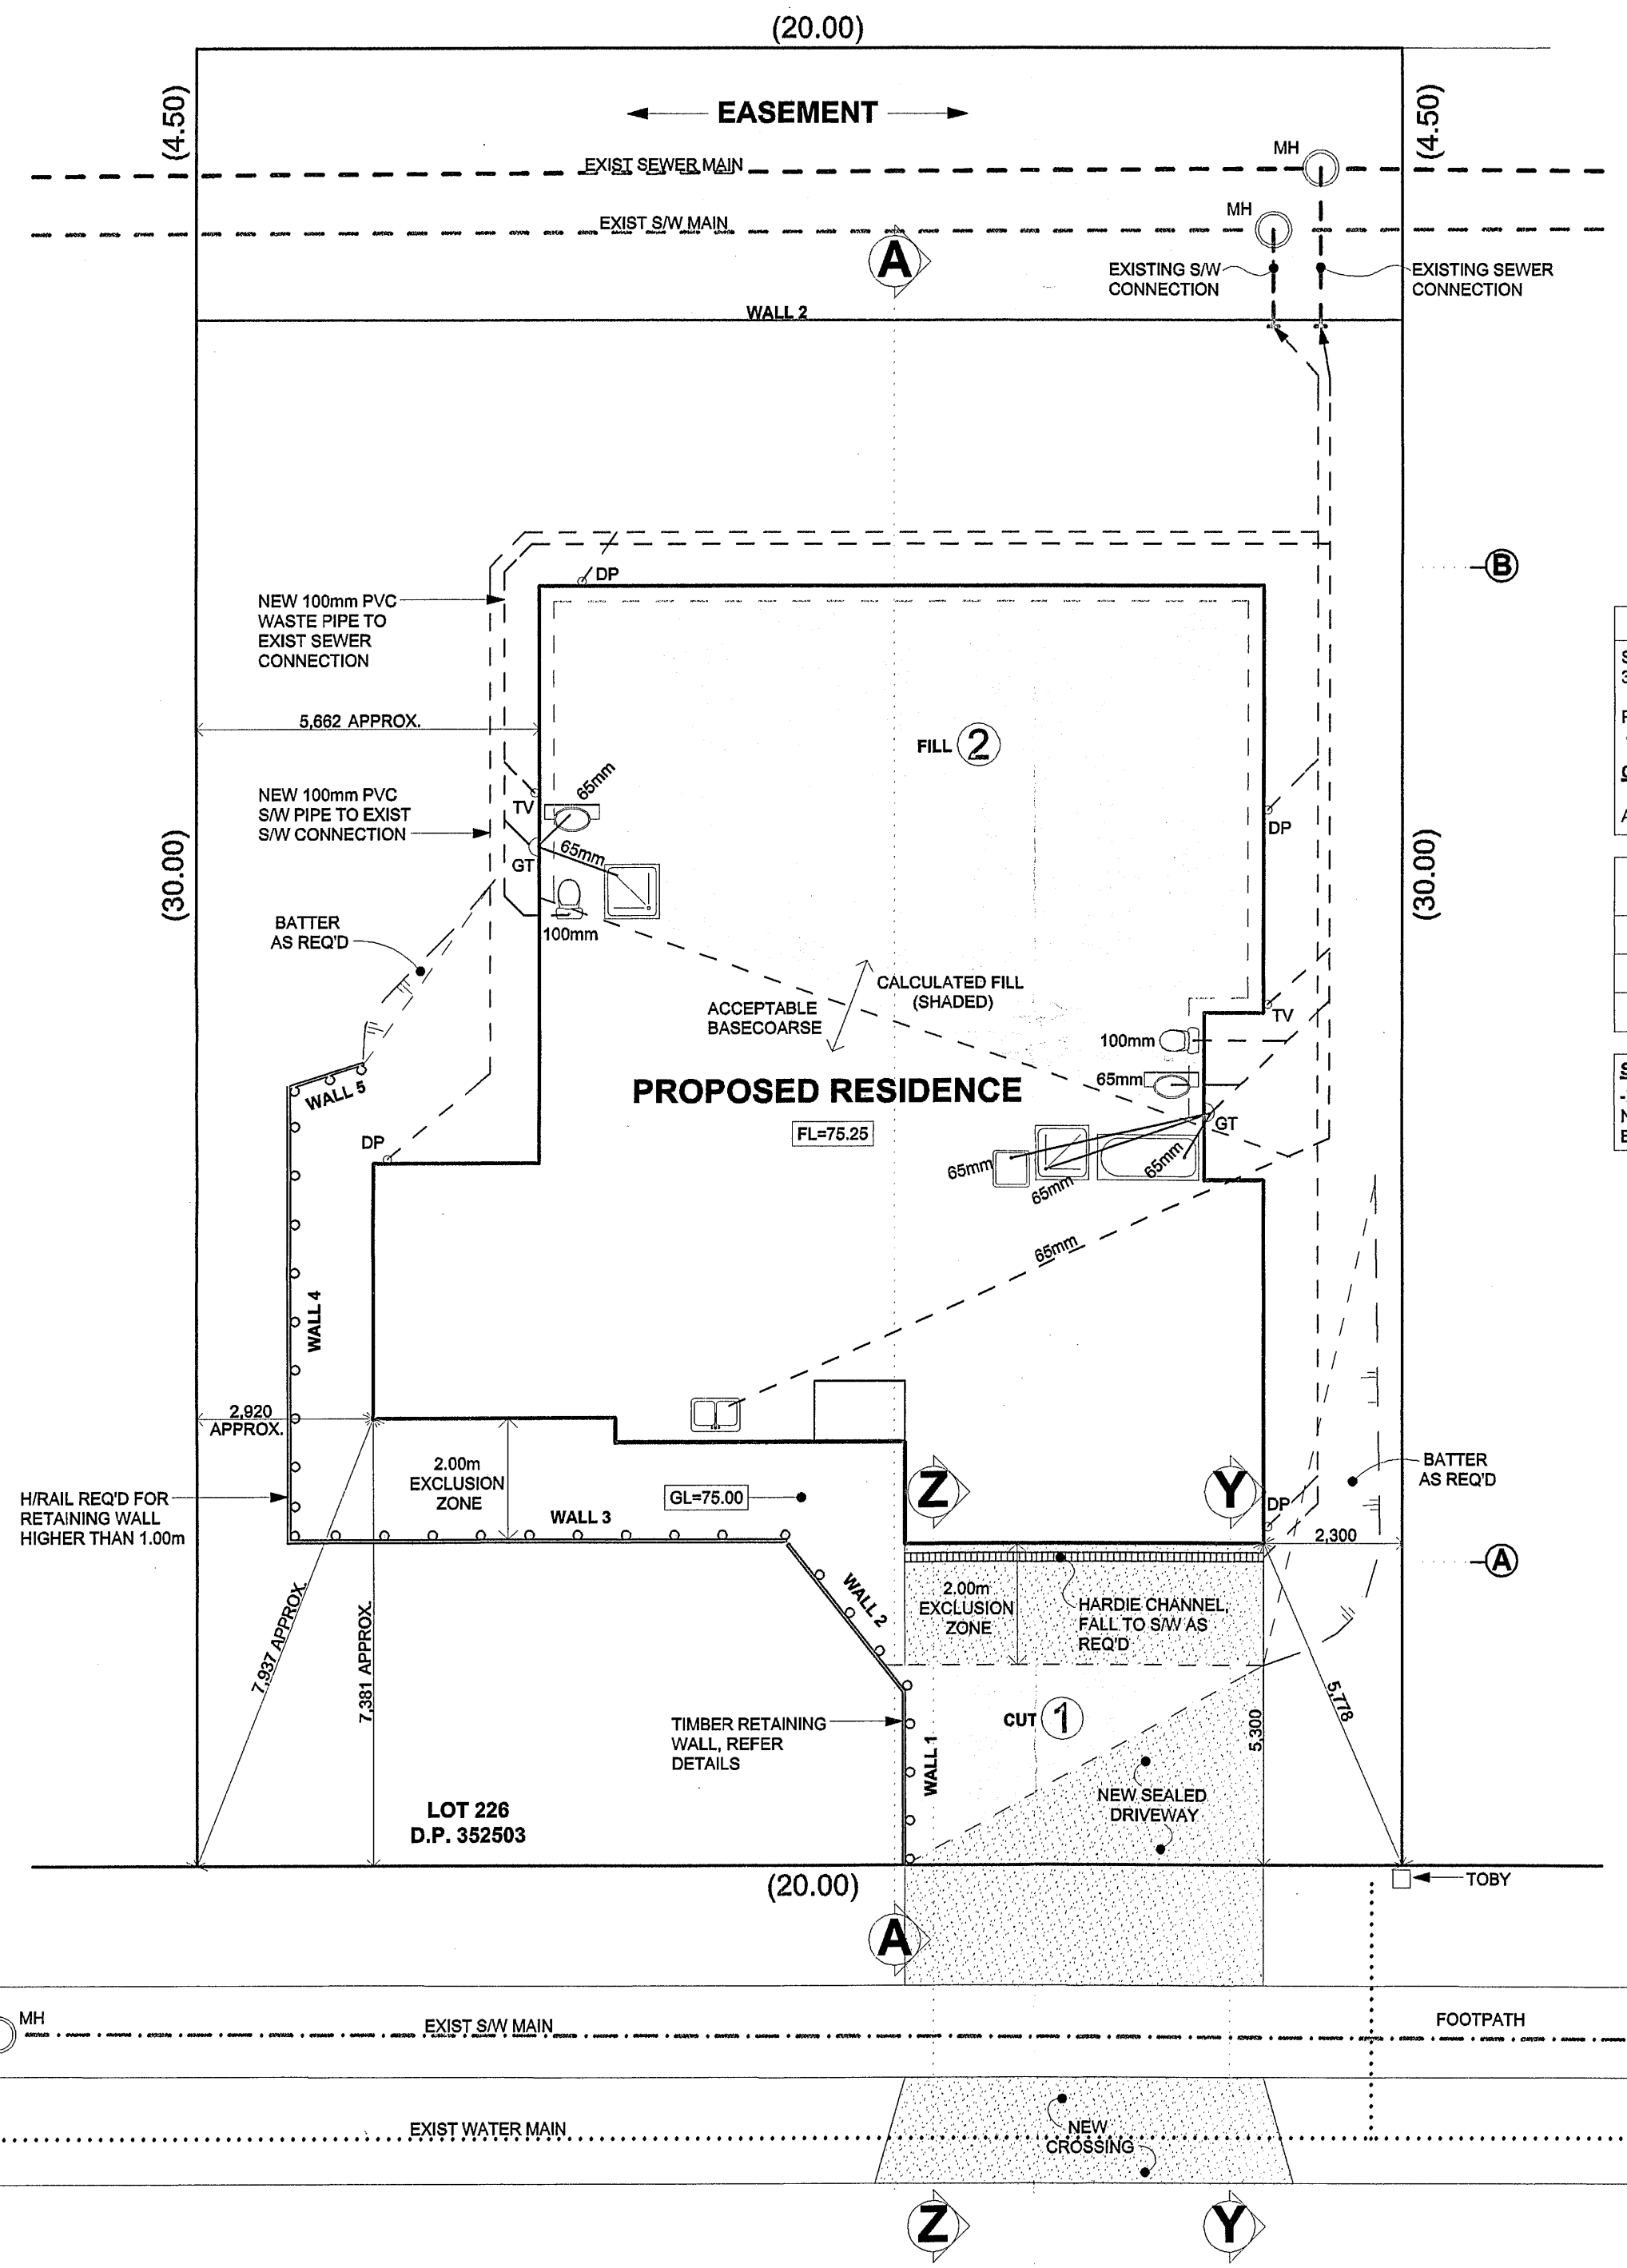 (20.00)
(4.50)
(4.50)
EASEMENT
EXIST SEWER MAIN
MH
EXIST S/W MAIN
MH
A
EXISTING S/W
CONNECTION
EXISTING SEWER
CONNECTION
WALL 2
B
DP
NEW 100mm PVC
WASTE PIPE TO
EXIST SEWER
CONNECTION
5,662 APPROX.
FILL 2
65mm
NEW 100mm PVC
S/W PIPE TO EXIST
S/W CONNECTION
TV
GT
65mm
DP
(30.00)
(30.00)
BATTER
AS REQ'D
100mm
CALCULATED FILL
(SHADED)
ACCEPTABLE
BASECOARSE
TV
100mm
65mm
PROPOSED RESIDENCE
WALL 5
FL=75.25
GT
DP
65mm
65mm
65mm
65mm
WALL 4
2,920
APPROX.
2.00m
EXCLUSION
ZONE
H/RAIL REQ'D FOR
RETAINING WALL
HIGHER THAN 1.00m
GL=75.00
WALL 3
Z
Y
DP
BATTER
AS REQ'D
2,300
A
7,937 APPROX.
7,381 APPROX.
WALL 2
2.00m
EXCLUSION
ZONE
HARDIE CHANNEL,
FALL TO S/W AS
REQ'D
TIMBER RETAINING
WALL, REFER
DETAILS
WALL 1
CUT 1
5,300
5,778
NEW SEALED
DRIVEWAY
LOT 226
D.P. 352503
(20.00)
TOBY
A
MH
EXIST S/W MAIN
FOOTPATH
EXIST WATER MAIN
NEW
CROSSING
Z
Y